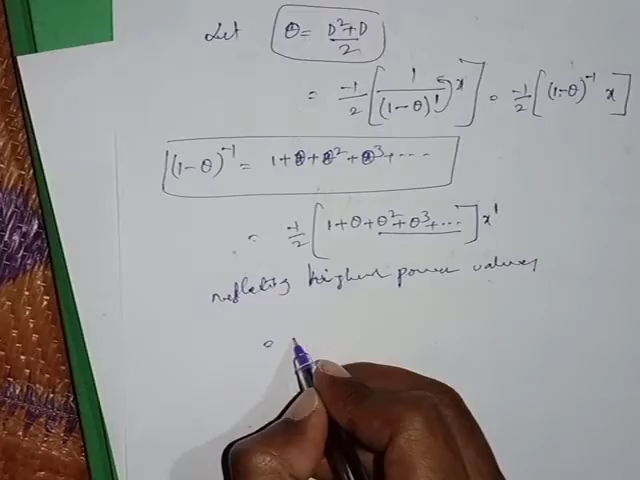 Let θ = D²+D / 2
= -1/2 [ 1/(1-θ)¹ x ] = -1/2 [ (1-θ)⁻¹ x ]
(1-θ)⁻¹ = 1+θ+θ²+θ³+...
= -1/2 [ 1+θ+θ²+θ³+... ] x¹
highest power values
=